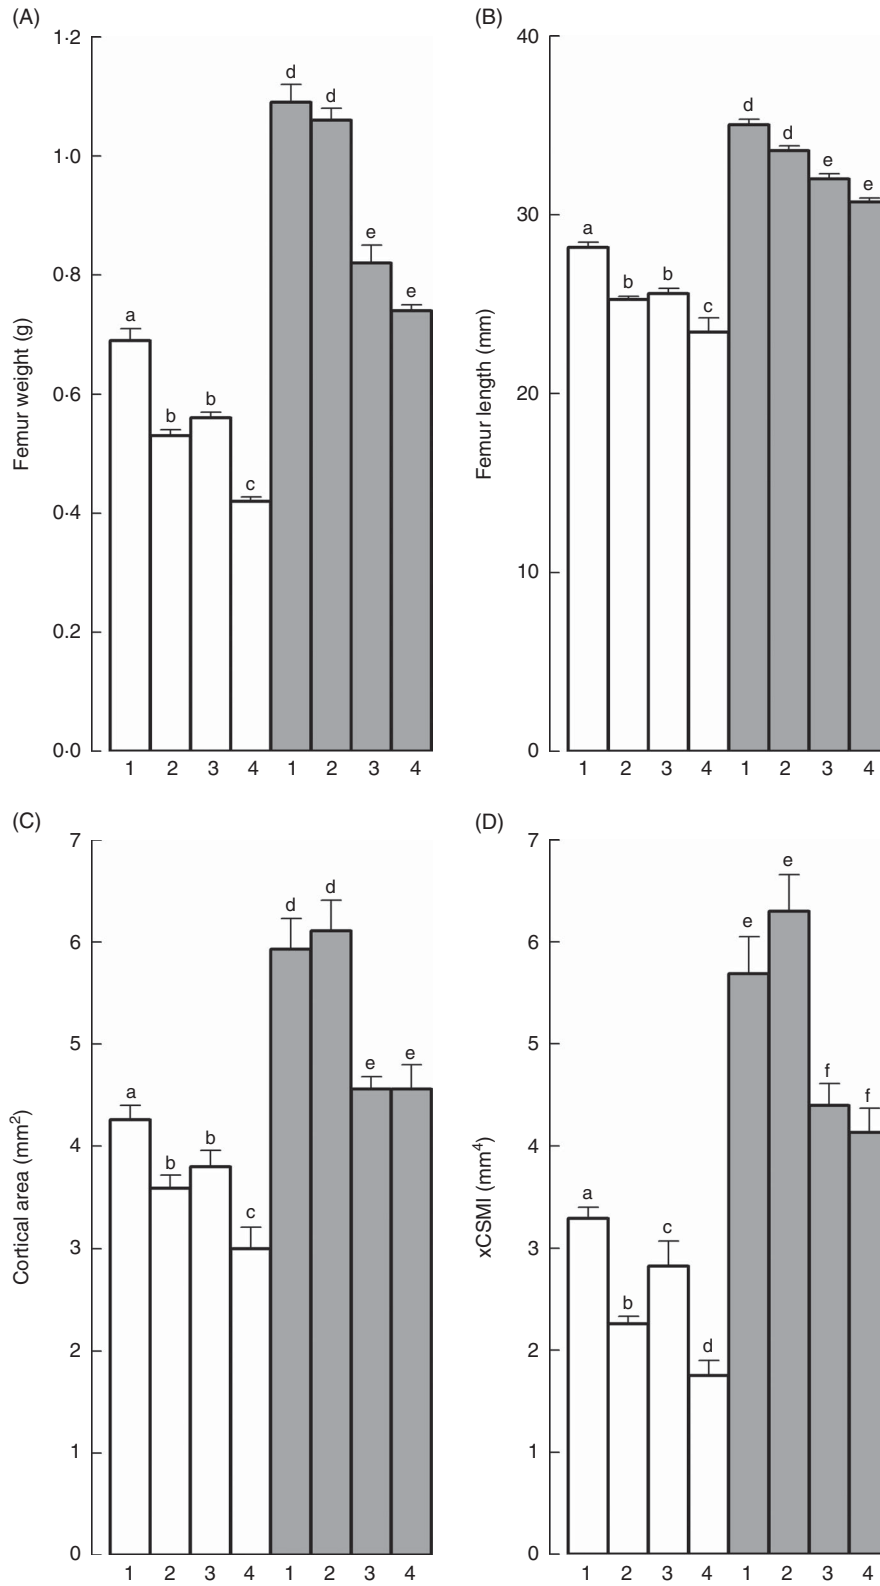 (A)
1·2
1·0
0·8
0·6
0·4
0·2
0·0
Femur weight (g)
a
b
b
c
d
d
e
e
1 2 3 4 1 2 3 4
(B)
40
30
20
10
0
Femur length (mm)
a
b
b
c
d
d
e
e
1 2 3 4 1 2 3 4
(C)
7
6
5
4
3
2
1
0
Cortical area (mm²)
a
b
b
c
d
d
e
e
1 2 3 4 1 2 3 4
(D)
7
6
5
4
3
2
1
0
xCSMI (mm⁴)
a
b
c
d
e
e
f
f
1 2 3 4 1 2 3 4